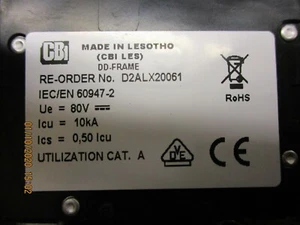 CBi
MADE IN LESOTHO
(CBI LES)
DD-FRAME
RE-ORDER No. D2ALX20061
IEC/EN 60947-2
Ue = 80V
Icu = 10kA
Ics = 0,50 Icu
UTILIZATION CAT. A
RoHS
VDE